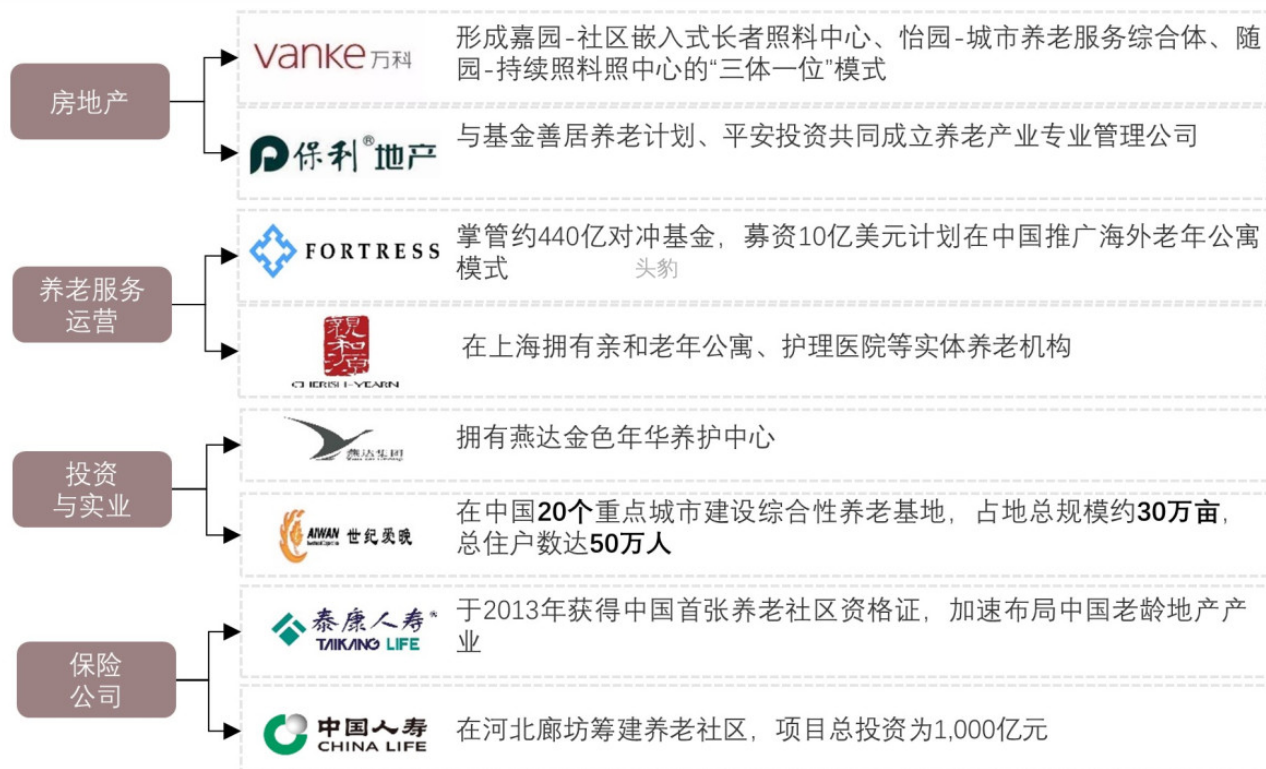 房地产
vanke 万科
形成嘉园-社区嵌入式长者照料中心、怡园-城市养老服务综合体、随
园-持续照料照中心的“三体一位”模式
保利®地产
与基金善居养老计划、平安投资共同成立养老产业专业管理公司
养老服务
运营
FORTRESS
掌管约440亿对冲基金，募资10亿美元计划在中国推广海外老年公寓
模式
头豹
親和源
CHERISH-YEARN
在上海拥有亲和老年公寓、护理医院等实体养老机构
投资
与实业
燕达集团
拥有燕达金色年华养护中心
AIWAN 世纪爱晚
在中国20个重点城市建设综合性养老基地，占地总规模约30万亩，
总住户数达50万人
保险
公司
泰康人寿®
TAIKANG LIFE
于2013年获得中国首张养老社区资格证，加速布局中国老龄地产产
业
中国人寿
CHINA LIFE
在河北廊坊筹建养老社区，项目总投资为1,000亿元